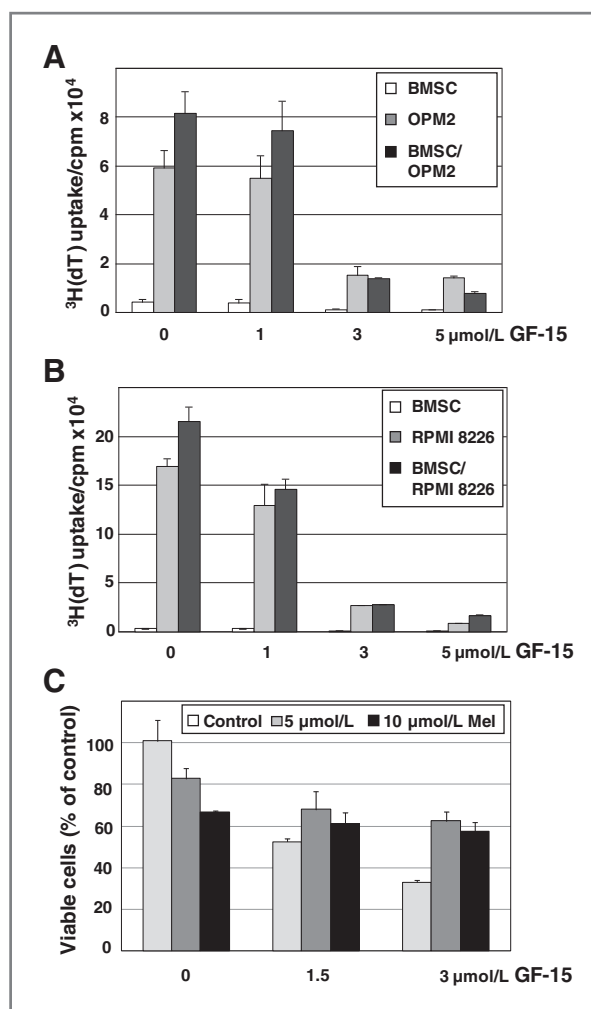 A
³H(dT) uptake/cpm x10⁴
8
6
4
2
0
BMSC
OPM2
BMSC/
OPM2
0 1 3 5 µmol/L GF-15
B
³H(dT) uptake/cpm x10⁴
20
15
10
5
0
BMSC
RPMI 8226
BMSC/
RPMI 8226
0 1 3 5 µmol/L GF-15
C
Viable cells (% of control)
Control 5 µmol/L 10 µmol/L Mel
100
80
60
40
20
0
0 1.5 3 µmol/L GF-15